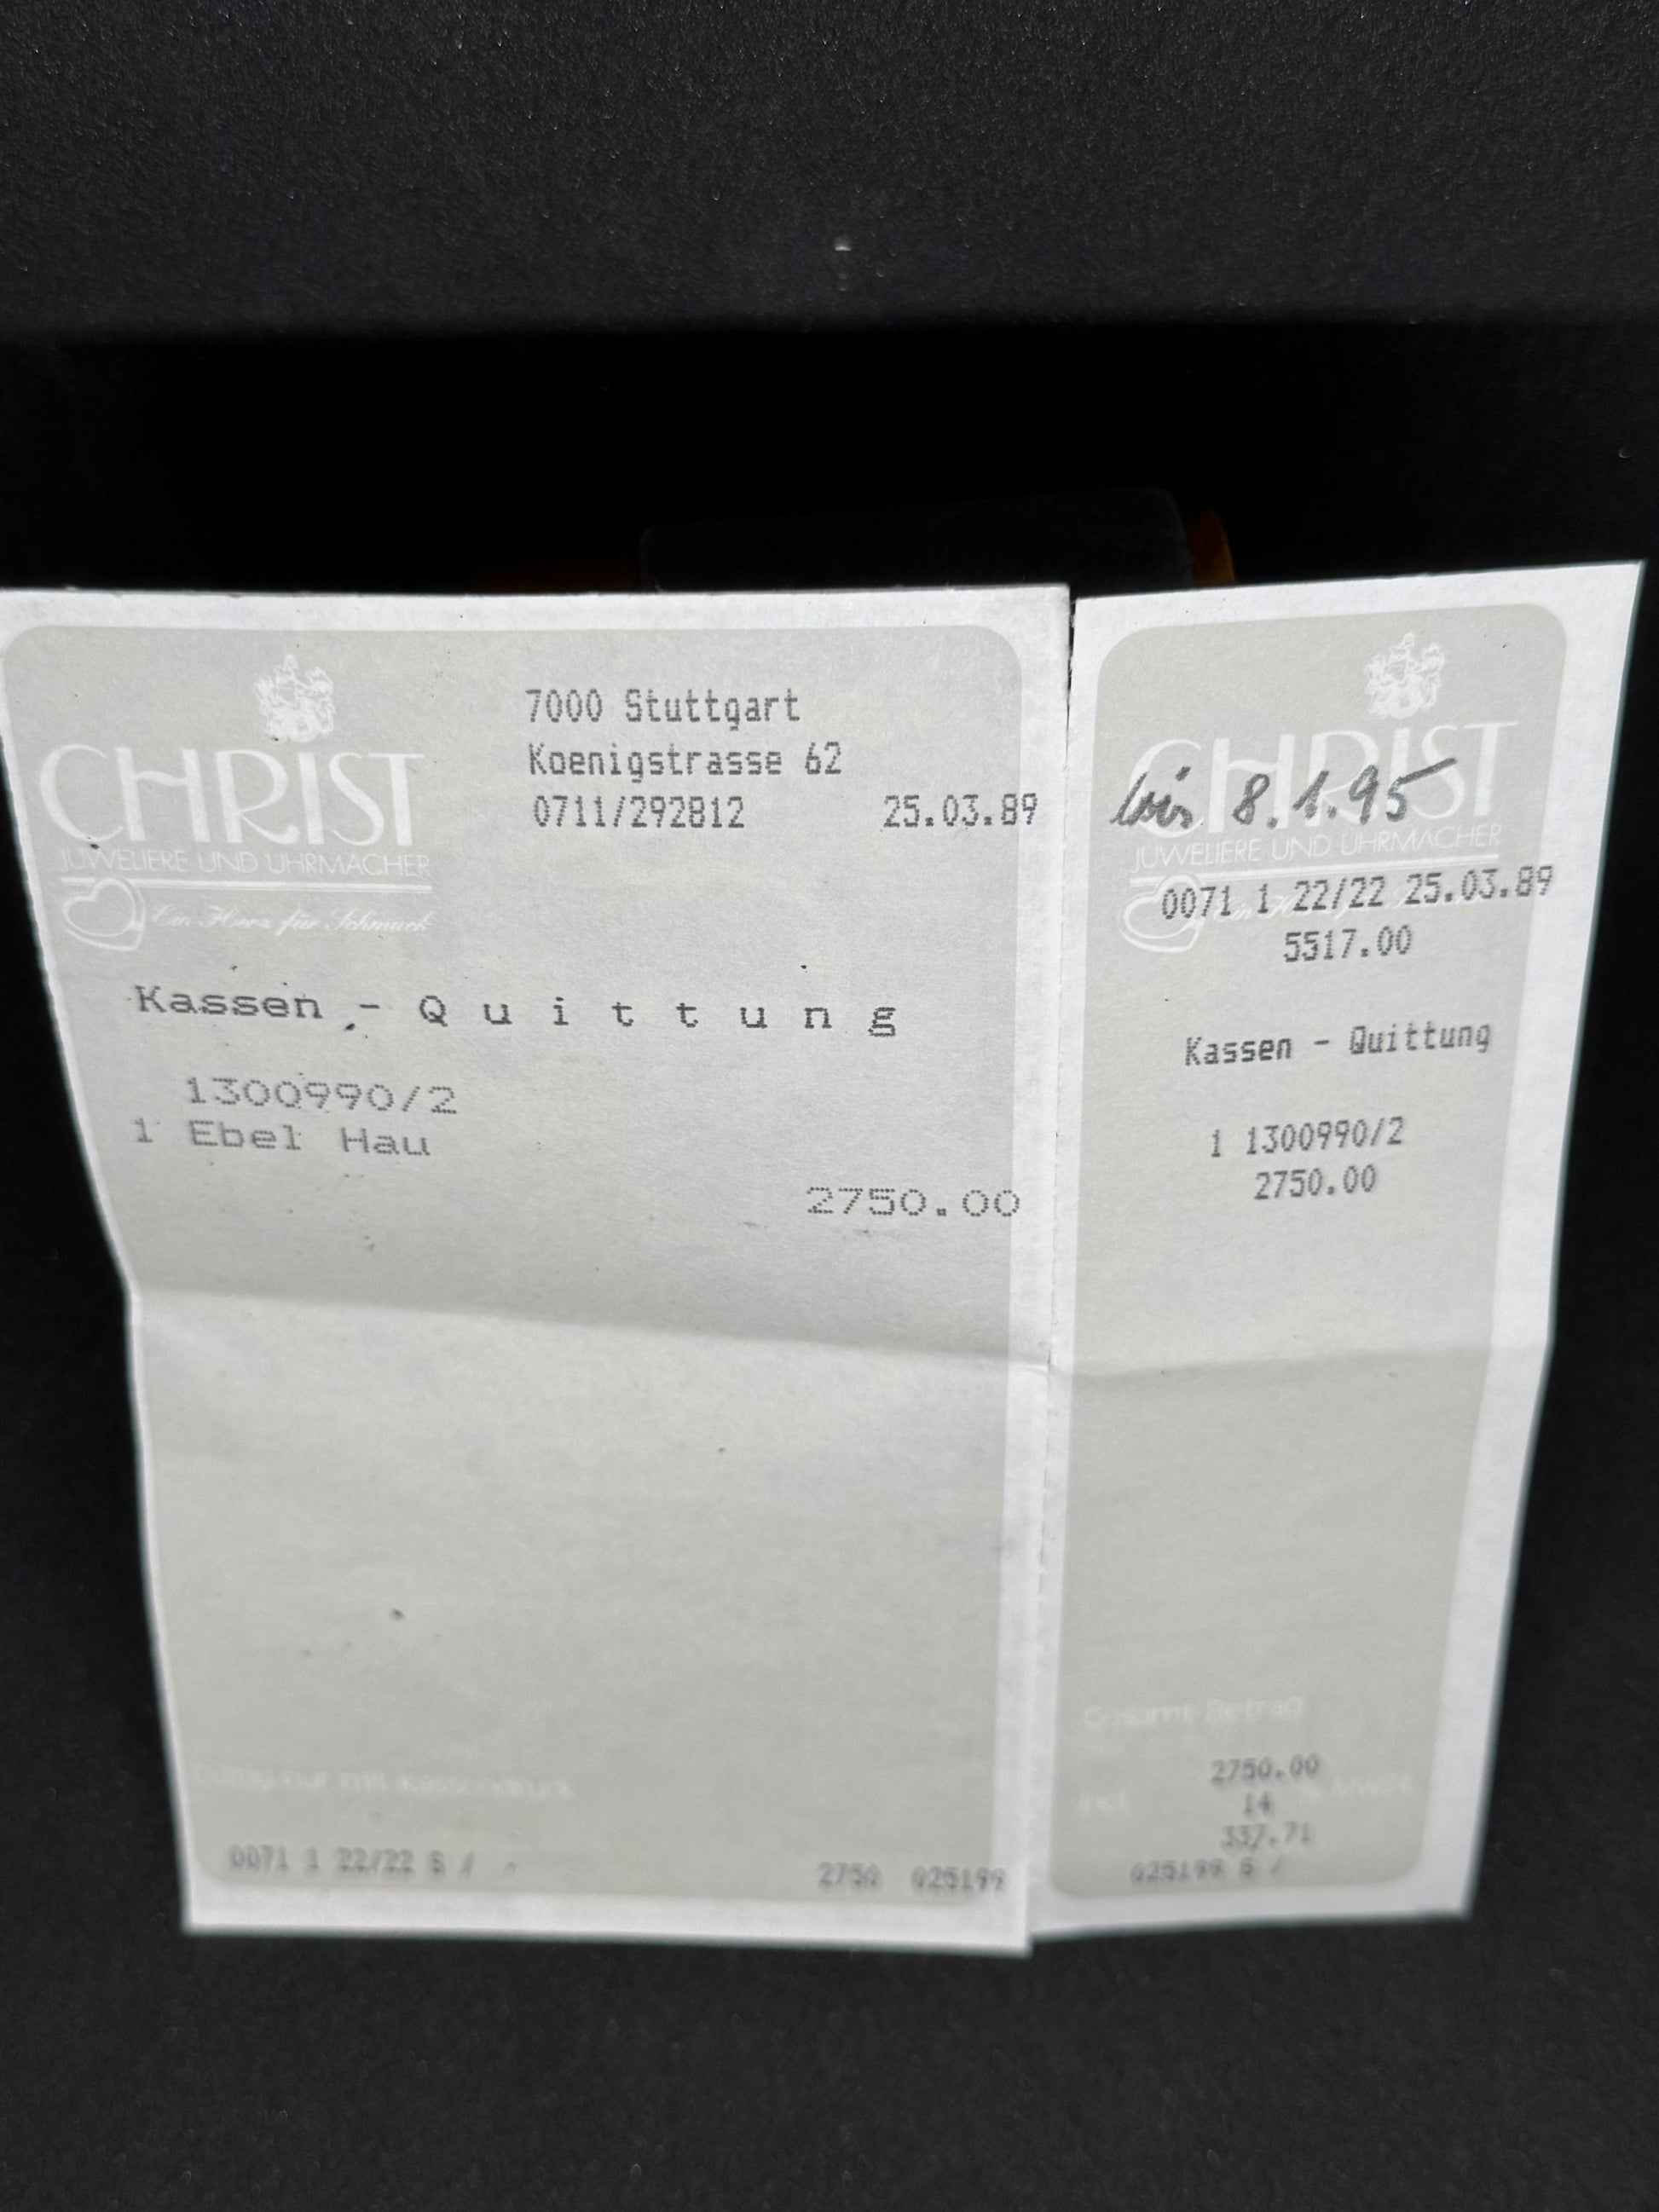 CHRIST
JUWELIERE UND UHRMACHER
Ein Herz für Schmuck
7000 Stuttgart
Koenigstrasse 62
0711/292812 25.03.89
Kassen - Quittung
1300990/2
1 Ebel Hau
2750.00
0071 1 22/22 S /
2750 025199
CHRIST
bis 8.1.95
JUWELIERE UND UHRMACHER
0071 1 22/22 25.03.89
5517.00
Kassen - Quittung
1 1300990/2
2750.00
Gesamt-Betrag
2750.00
14
337.71
025199 S /